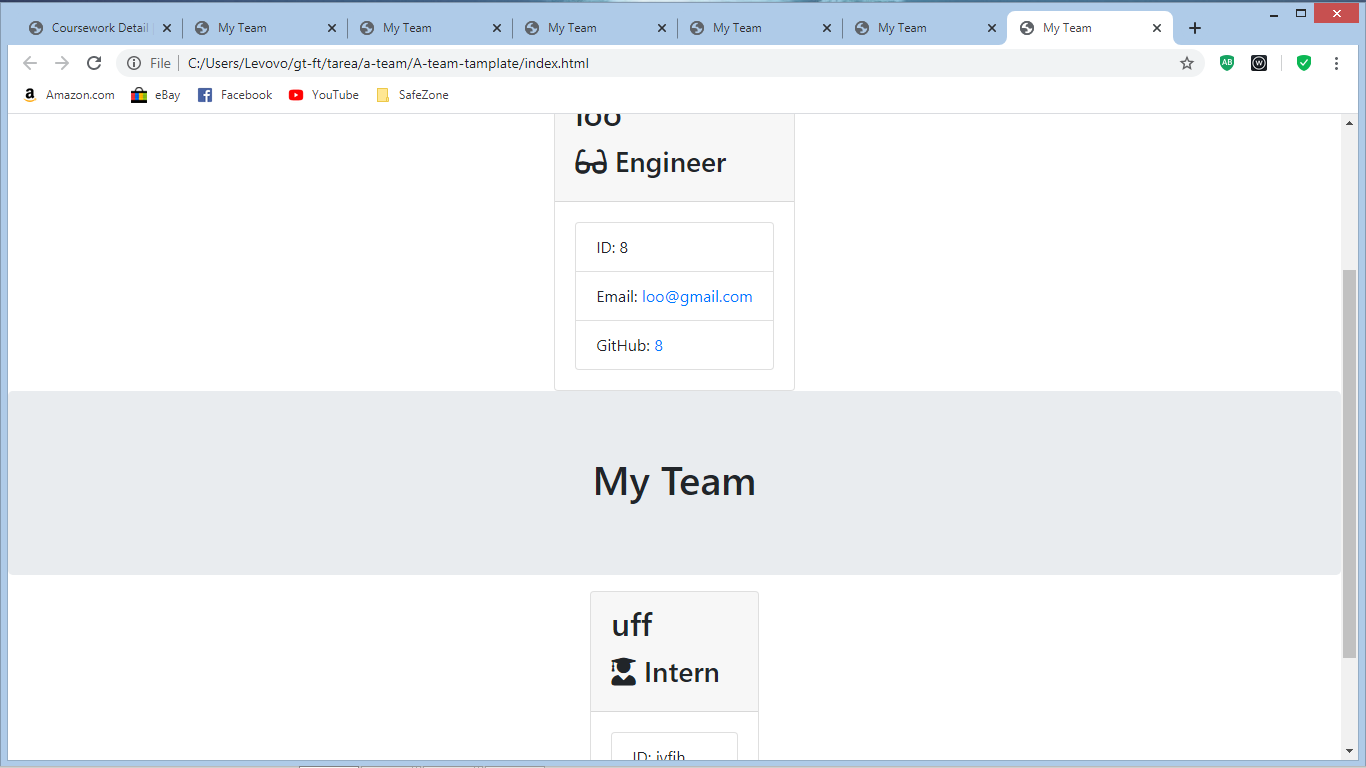 Coursework Detail
My Team
My Team
My Team
My Team
My Team
My Team
File
C:/Users/Levovo/gt-ft/tarea/a-team/A-team-tamplate/index.html
AB
W
Amazon.com
eBay
Facebook
YouTube
SafeZone
loo
Engineer
ID: 8
Email: loo@gmail.com
GitHub: 8
My Team
uff
Intern